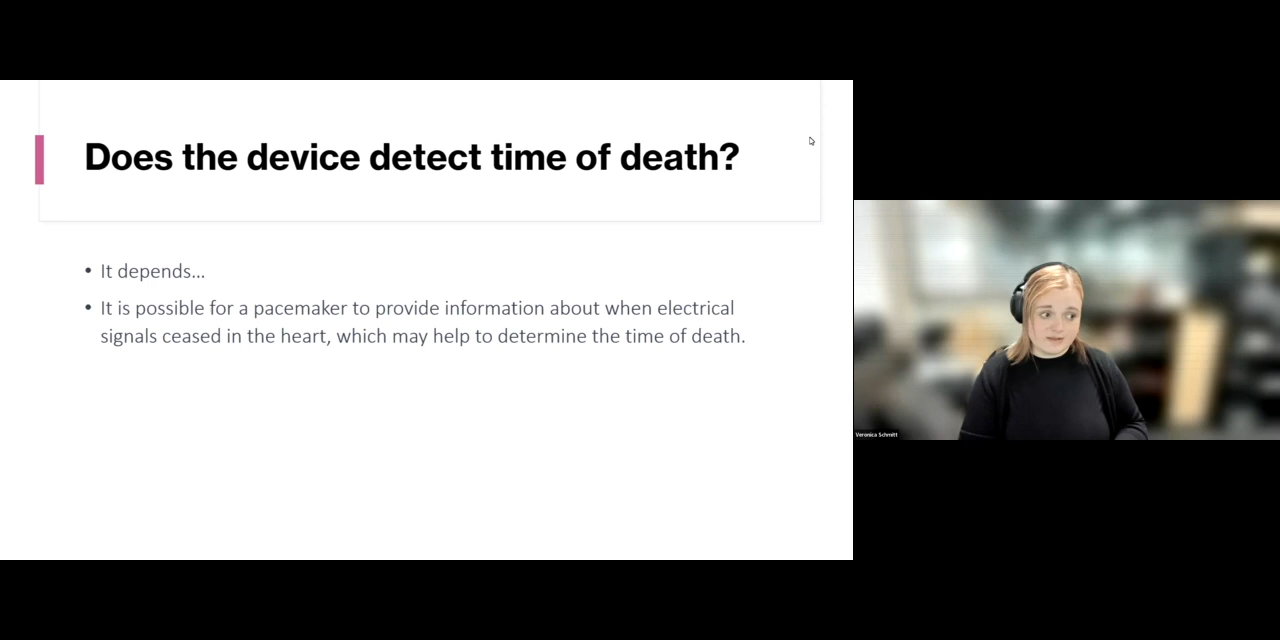 Does the device detect time of death?
• It depends...
• It is possible for a pacemaker to provide information about when electrical
signals ceased in the heart, which may help to determine the time of death.
Veronica Schmitt